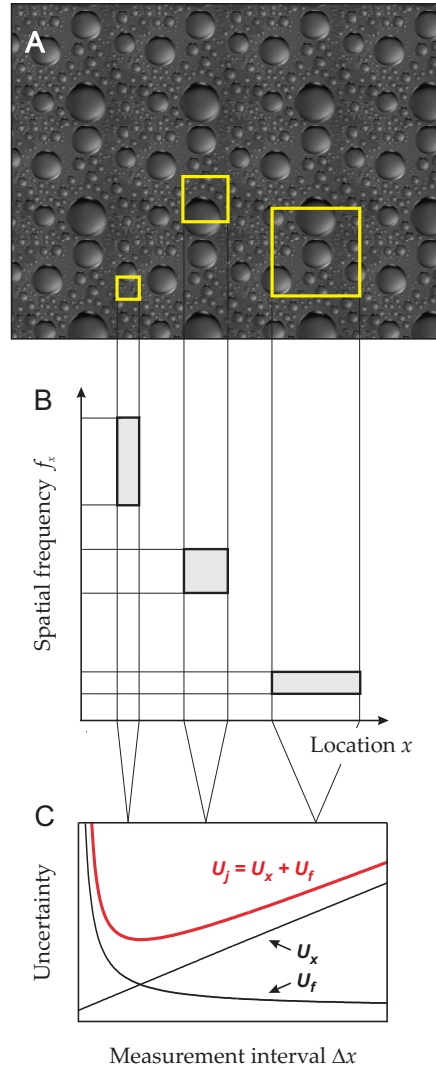 A
B
Spatial frequency fx
Location x
C
Uj = Ux + Uf
Ux
Uf
Uncertainty
Measurement interval Δx